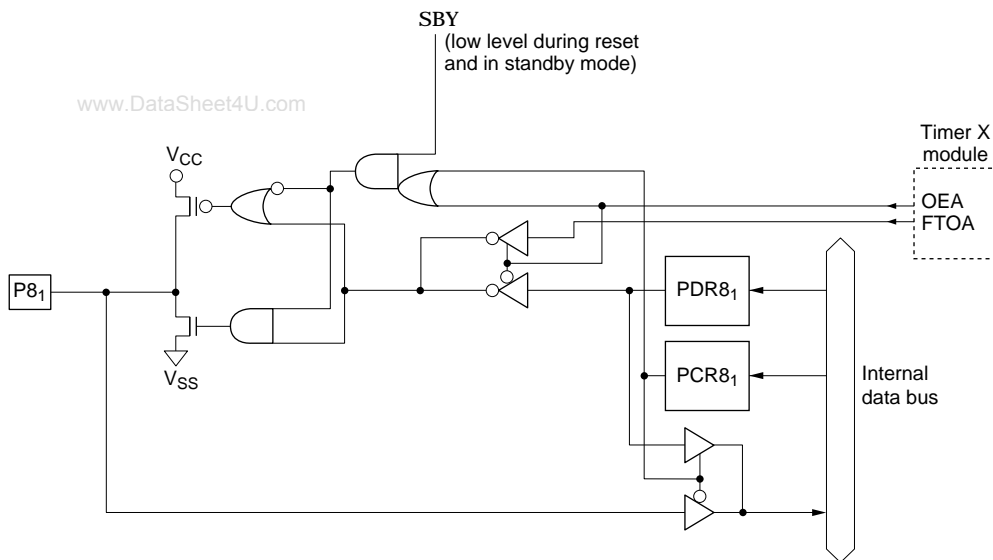 SBY
(low level during reset
and in standby mode)
www.DataSheet4U.com
Timer X
module
VCC
OEA
FTOA
P81
PDR81
PCR81
VSS
Internal
data bus